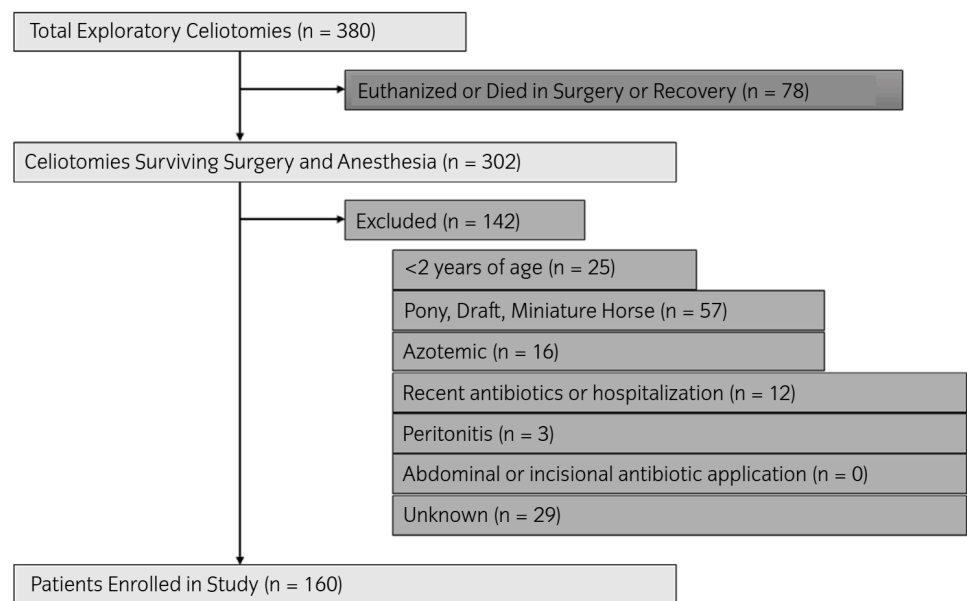 Total Exploratory Celiotomies (n = 380)
Euthanized or Died in Surgery or Recovery (n = 78)
Celiotomies Surviving Surgery and Anesthesia (n = 302)
Excluded (n = 142)
<2 years of age (n = 25)
Pony, Draft, Miniature Horse (n = 57)
Azotemic (n = 16)
Recent antibiotics or hospitalization (n = 12)
Peritonitis (n = 3)
Abdominal or incisional antibiotic application (n = 0)
Unknown (n = 29)
Patients Enrolled in Study (n = 160)